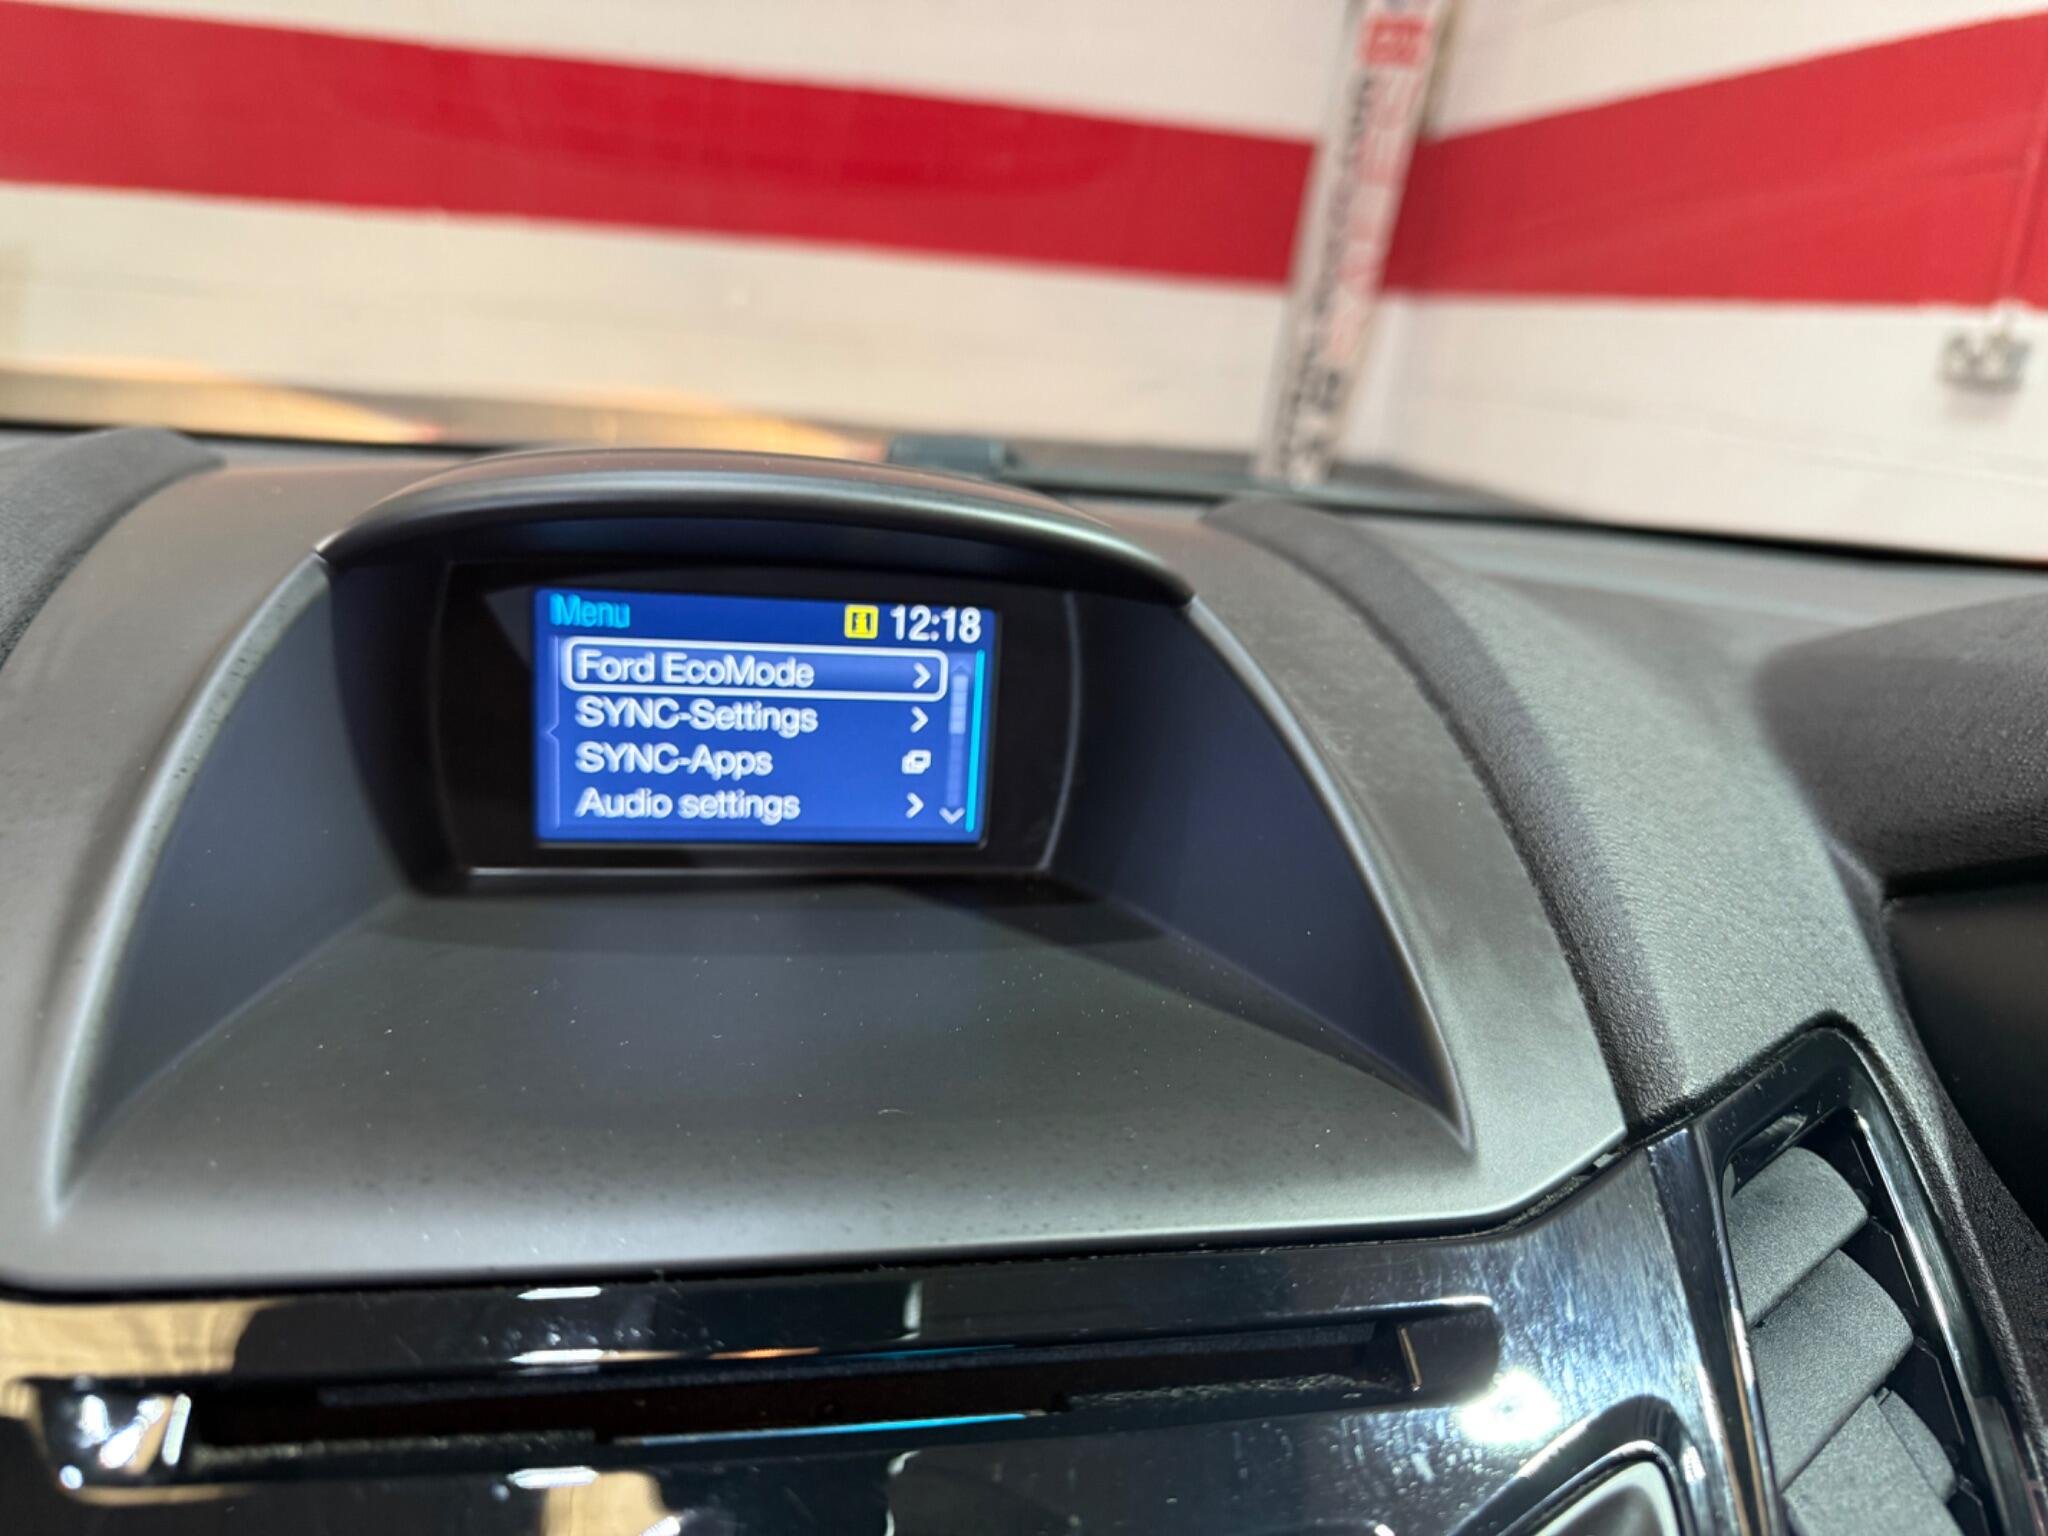 Menu 12:18
Ford EcoMode
SYNC-Settings
SYNC-Apps
Audio settings